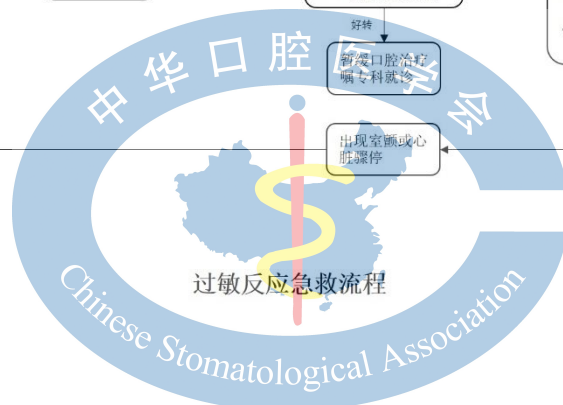 好转
暂缓口腔治疗
嘱专科就诊
中华口腔医学会
出现室颤或心
脏骤停
过敏反应急救流程
Chinese Stomatological Association